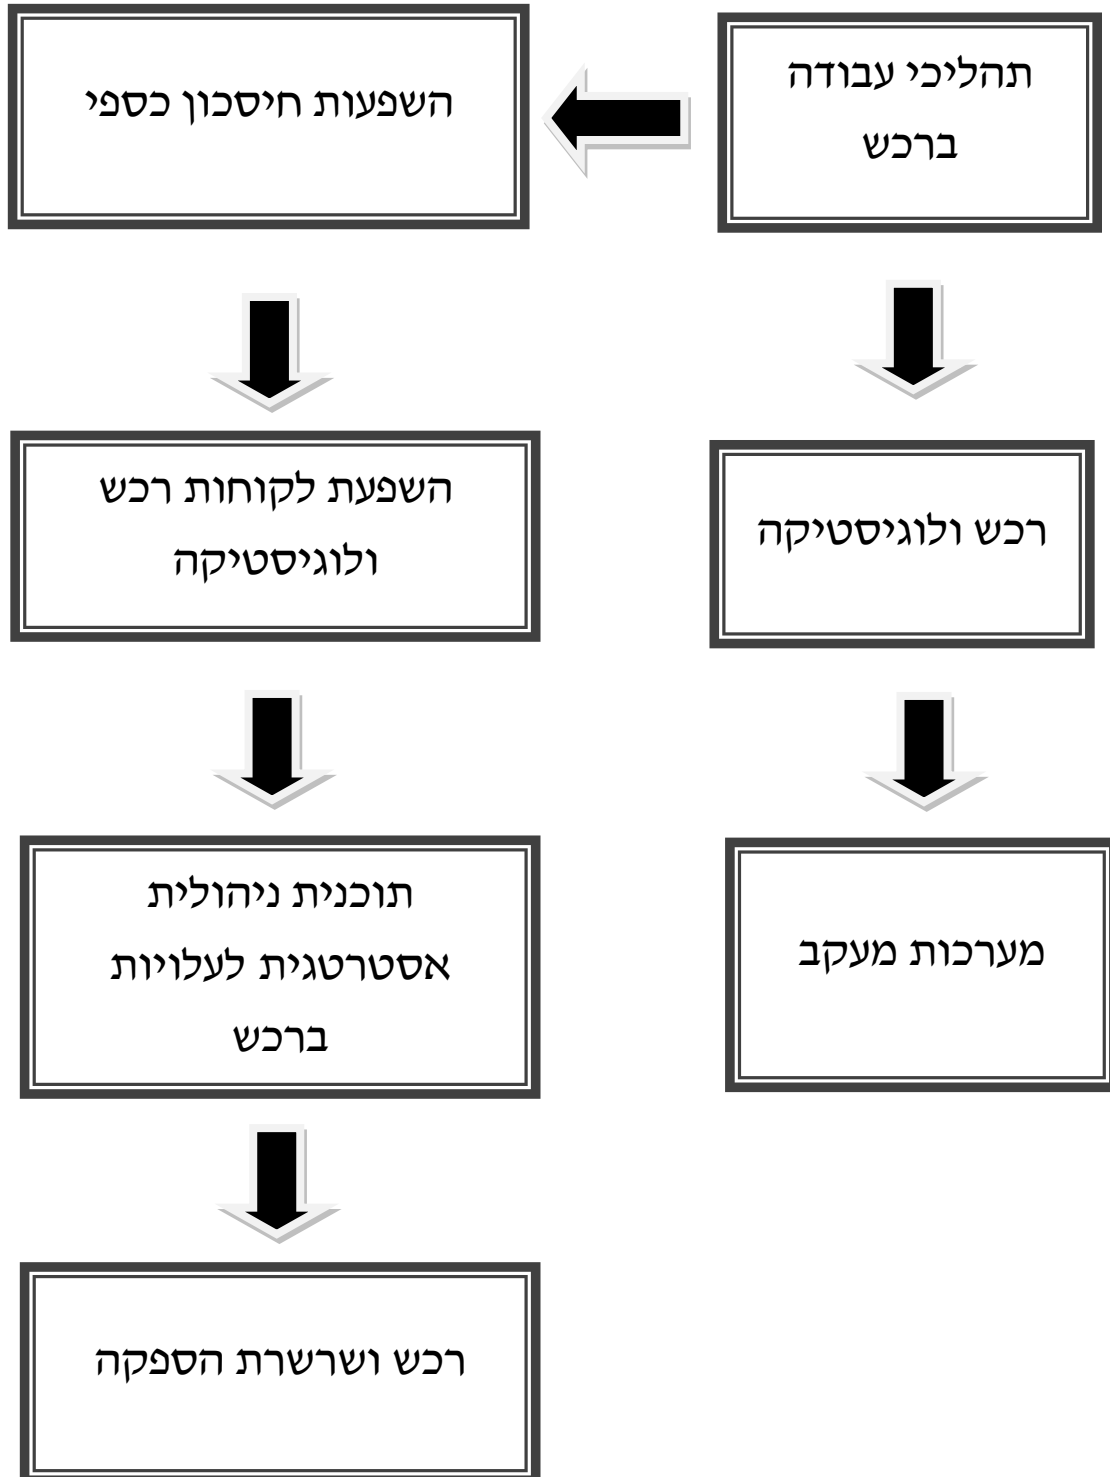 תהליכי עבודה
ברכש
השפעות חיסכון כספי
רכש ולוגיסטיקה
השפעת לקוחות רכש
ולוגיסטיקה
מערכות מעקב
תוכנית ניהולית
אסטרטגית לעלויות
ברכש
רכש ושרשרת הספקה